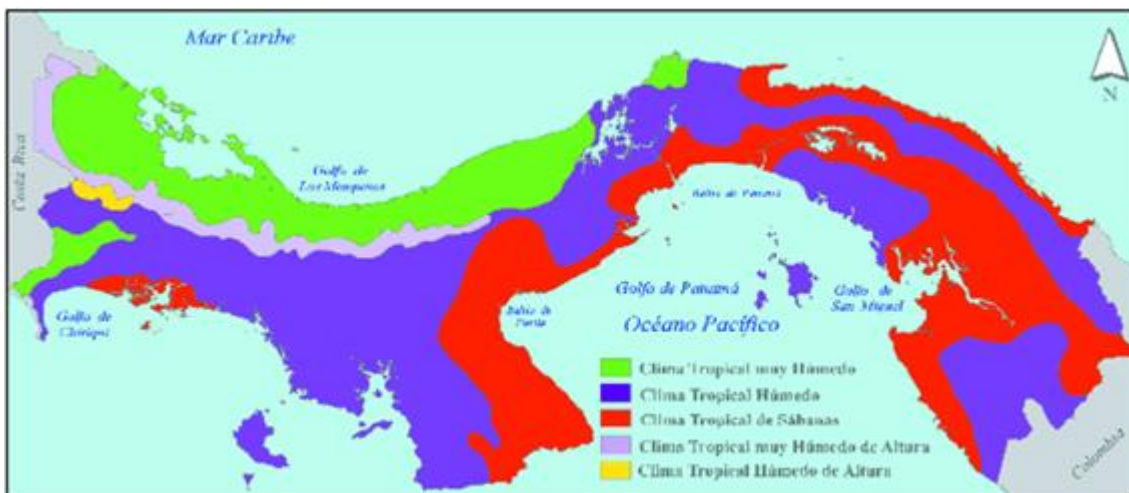 Mar Caribe
N
Costa Rica
Golfo de
Los Mosquitos
Bahía de Panamá
Golfo de
Chiriquí
Bahía de
Parita
Golfo de Panamá
Golfo de
San Miguel
Océano Pacífico
Clima Tropical muy Húmedo
Clima Tropical Húmedo
Clima Tropical de Sábanas
Clima Tropical muy Húmedo de Altura
Clima Tropical Húmedo de Altura
Colombia